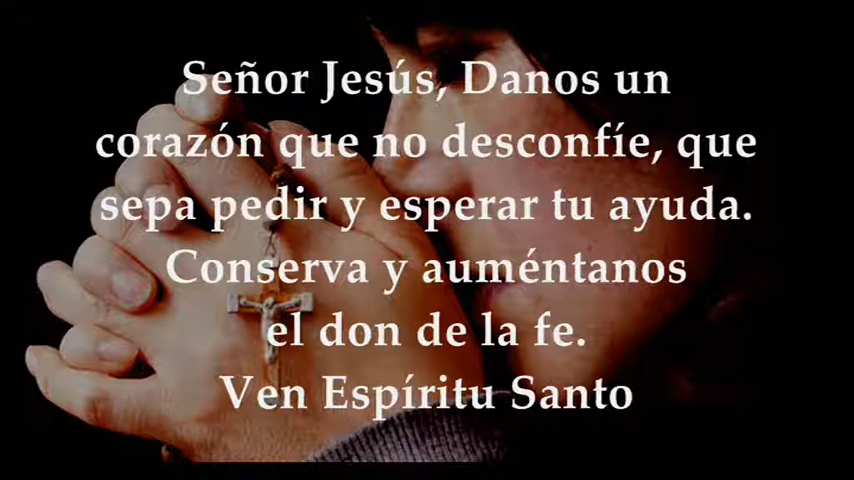 Señor Jesús, Danos un
corazón que no desconfíe, que
sepa pedir y esperar tu ayuda.
Conserva y auméntanos
el don de la fe.
Ven Espíritu Santo